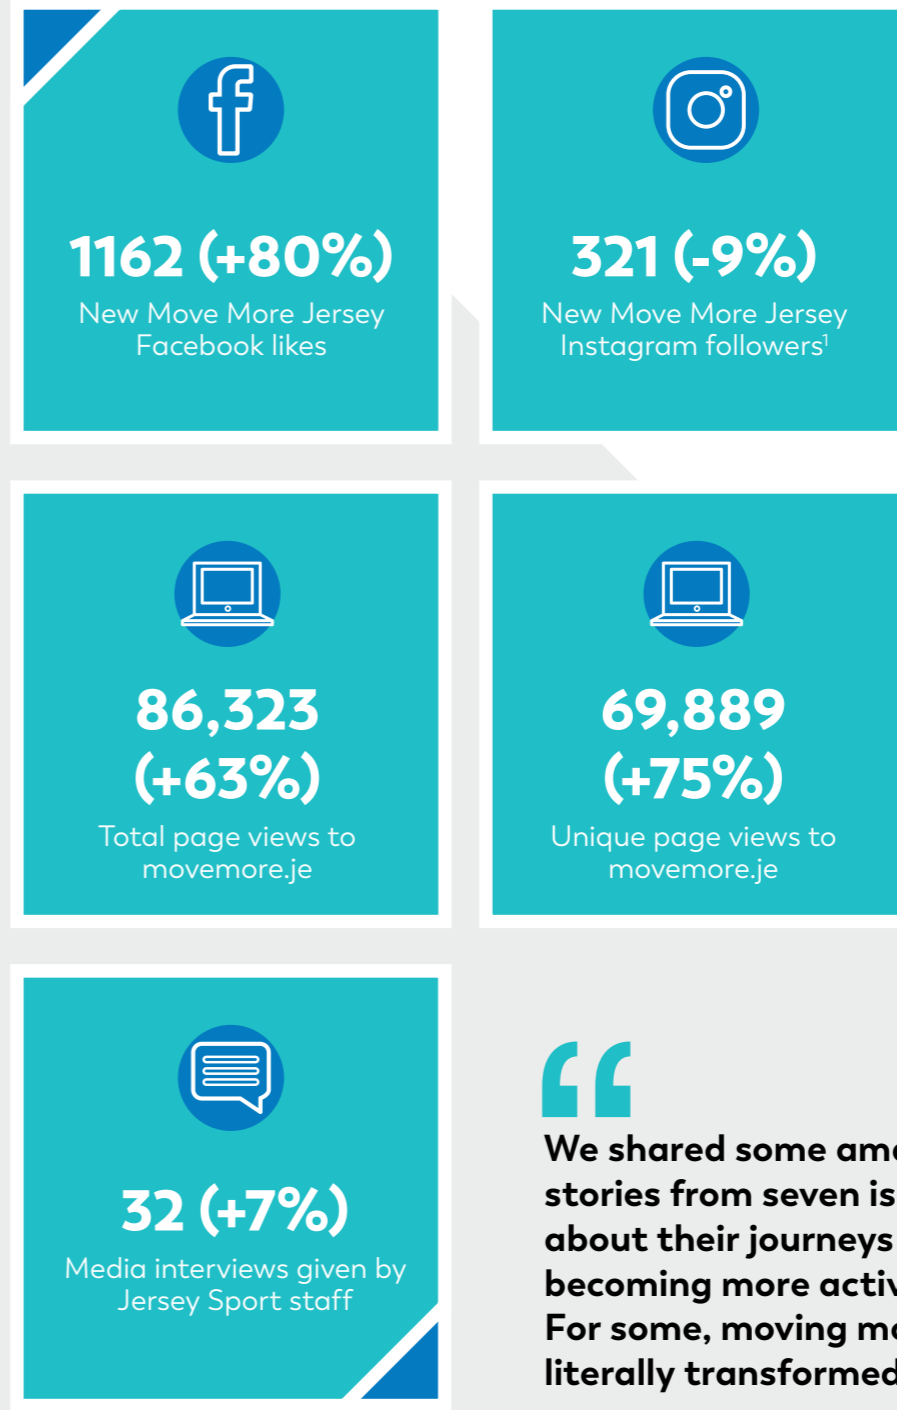 1162 (+80%)
New Move More Jersey
Facebook likes
321 (-9%)
New Move More Jersey
Instagram followers¹
86,323
(+63%)
Total page views to
movemore.je
69,889
(+75%)
Unique page views to
movemore.je
32 (+7%)
Media interviews given by
Jersey Sport staff
“
We shared some
stories from seven
about their journeys
becoming more
For some, moving
literally transformed